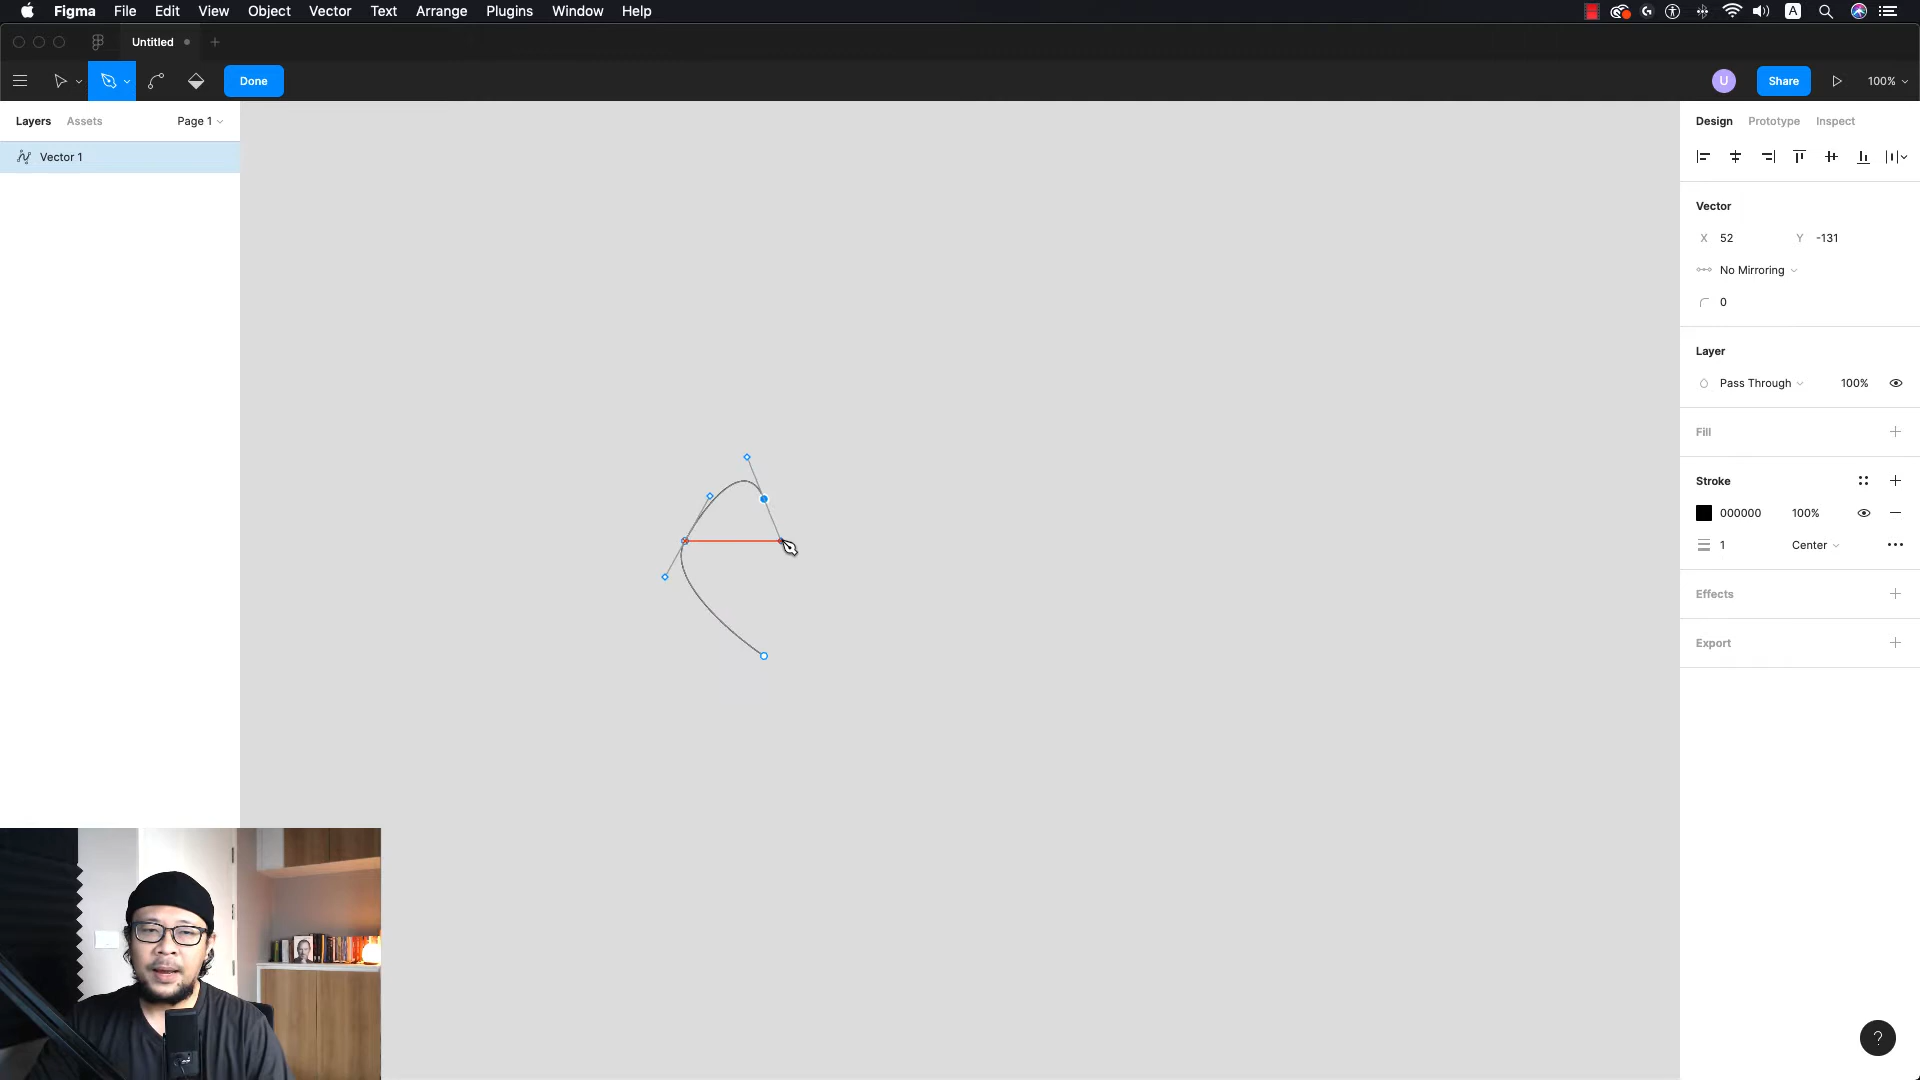 Figma File Edit View Object Vector Text Arrange Plugins Window Help A
Untitled
Done U Share 100%
Layers Assets Page 1
Design Prototype Inspect
Vector 1
Vector
X 52 Y -131
No Mirroring
0
Layer
Pass Through 100%
Fill
Stroke
000000 100%
1 Center
Effects
Export
?